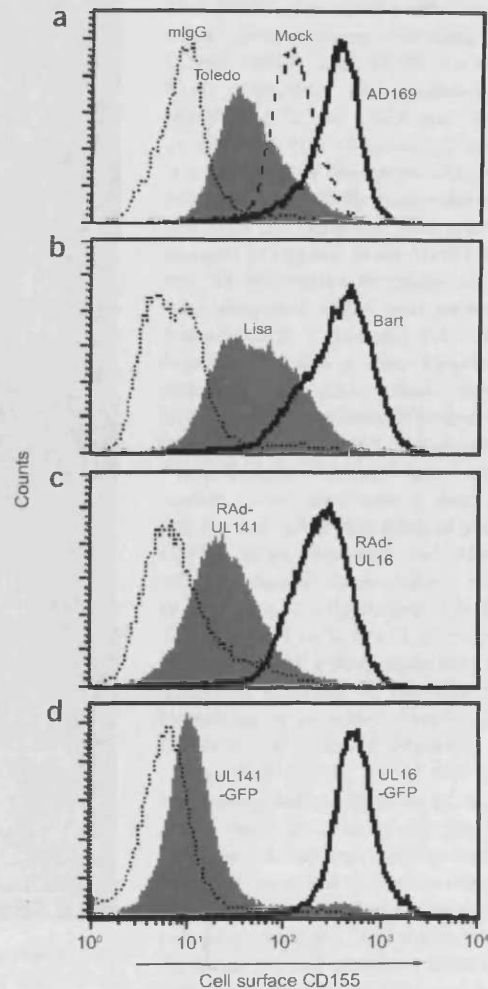 a
mIgG
Mock
Toledo
AD169
b
Lisa
Bart
Counts
c
RAd-
UL141
RAd-
UL16
d
UL141
-GFP
UL16
-GFP
10⁰ 10¹ 10² 10³ 10⁴
Cell surface CD155